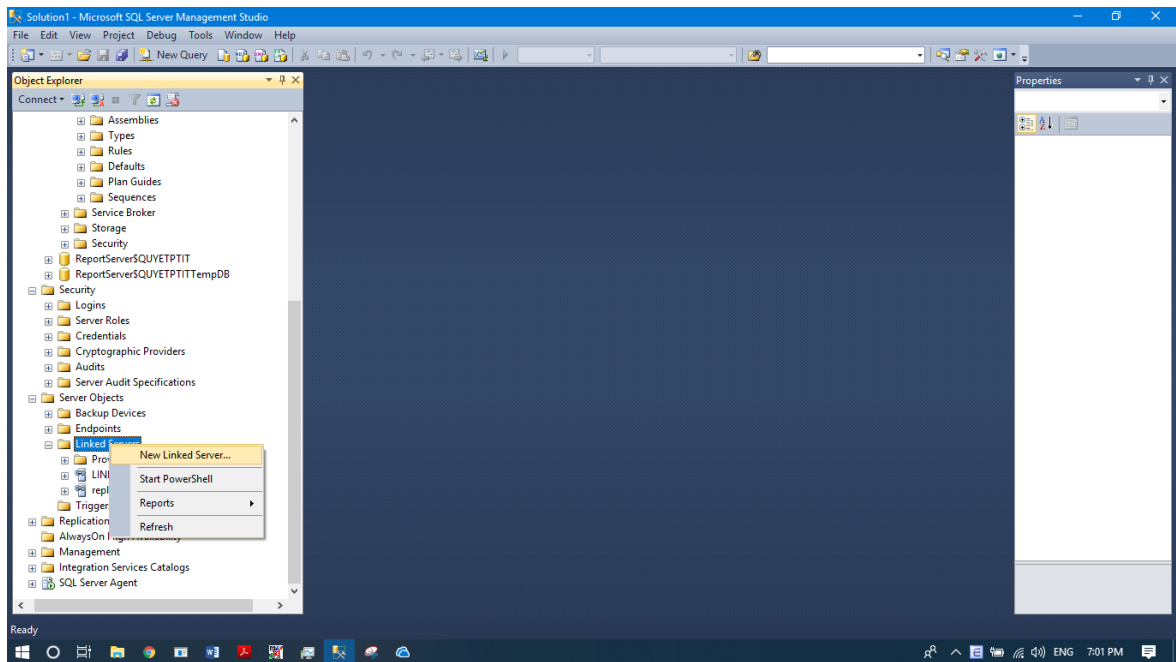 Solution1 - Microsoft SQL Server Management Studio
File Edit View Project Debug Tools Window Help
New Query
Object Explorer
Connect
Assemblies
Types
Rules
Defaults
Plan Guides
Sequences
Service Broker
Storage
Security
ReportServer$QUYETPTIT
ReportServer$QUYETPTITTempDB
Security
Logins
Server Roles
Credentials
Cryptographic Providers
Audits
Server Audit Specifications
Server Objects
Backup Devices
Endpoints
Linked Servers
New Linked Server...
Start PowerShell
Reports
Refresh
Replication
Management
Integration Services Catalogs
SQL Server Agent
Properties
Ready
ENG 7:01 PM